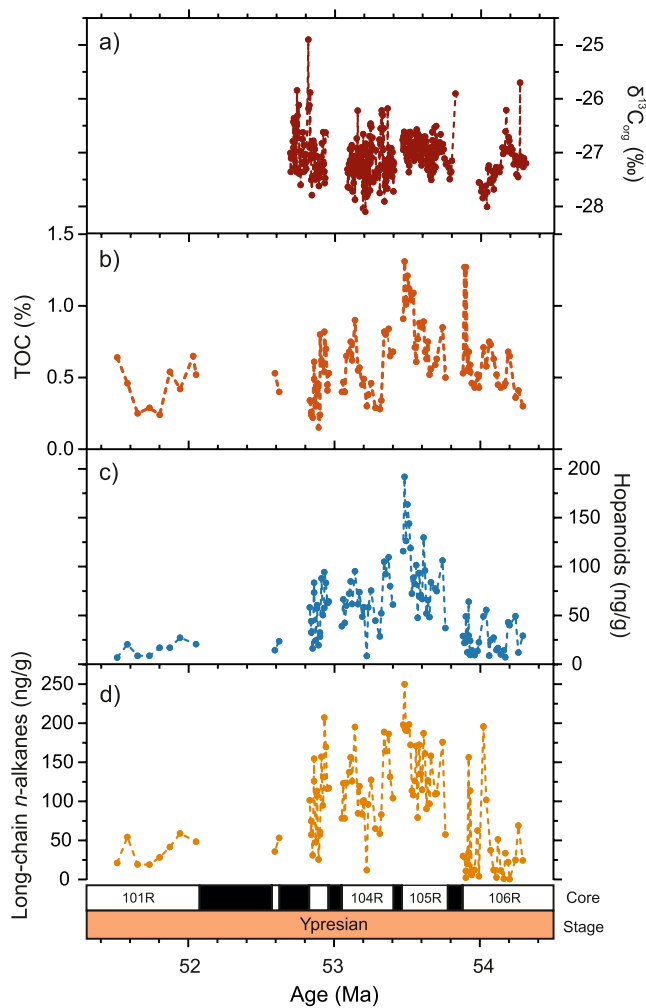 a)
-25
-26
-27
-28
δ13Corg (‰)
b)
1.5
1.0
0.5
0.0
TOC (%)
c)
200
150
100
50
0
Hopanoids (ng/g)
d)
250
200
150
100
50
0
Long-chain n-alkanes (ng/g)
101R 104R 105R 106R Core
Ypresian Stage
52 53 54
Age (Ma)